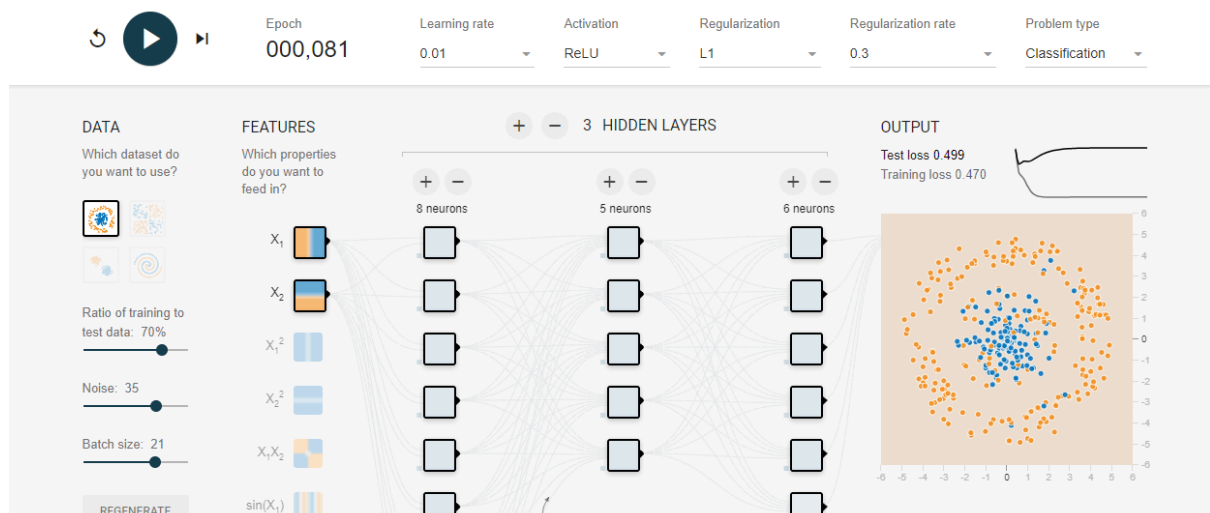 Epoch
000,081
Learning rate
0.01
Activation
ReLU
Regularization
L1
Regularization rate
0.3
Problem type
Classification
DATA
Which dataset do
you want to use?
Ratio of training to
test data: 70%
Noise: 35
Batch size: 21
REGENERATE
FEATURES
Which properties
do you want to
feed in?
X₁
X₂
X₁²
X₂²
X₁X₂
sin(X₁)
+ − 3 HIDDEN LAYERS
+ −
8 neurons
+ −
5 neurons
+ −
6 neurons
OUTPUT
Test loss 0.499
Training loss 0.470
6
5
4
3
2
1
0
-1
-2
-3
-4
-5
-6
-6 -5 -4 -3 -2 -1 0 1 2 3 4 5 6